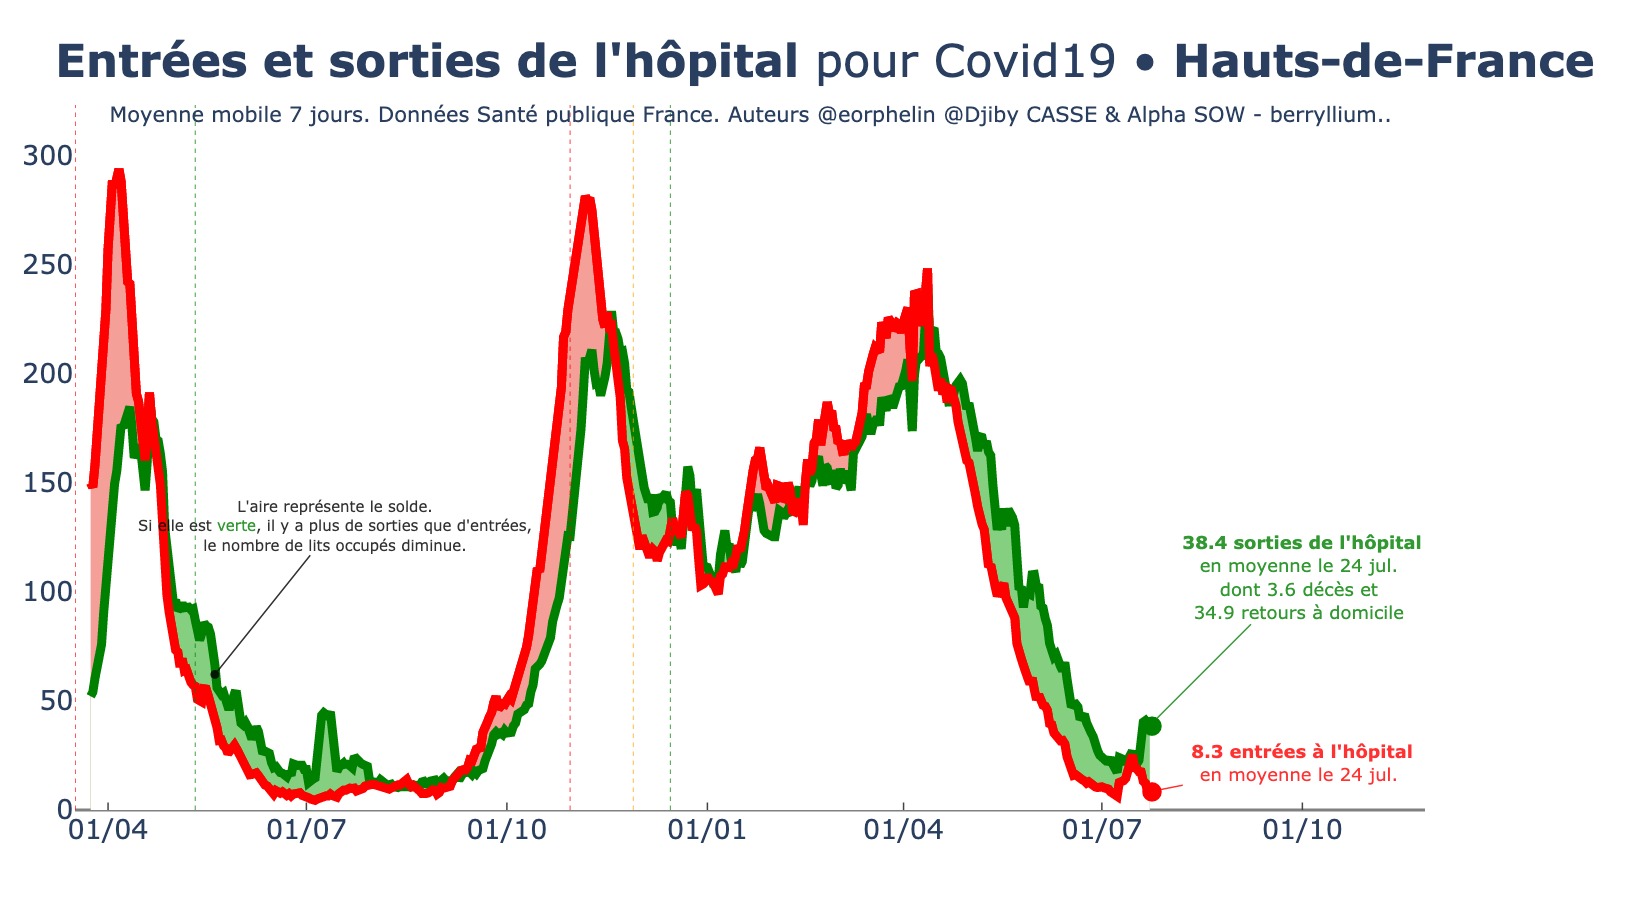 Entrées et sorties de l'hôpital pour Covid19 • Hauts-de-France
Moyenne mobile 7 jours. Données Santé publique France. Auteurs @eorphelin @Djiby CASSE & Alpha SOW - berryllium..
300
250
200
150
100
50
0
L'aire représente le solde.
Si elle est verte, il y a plus de sorties que d'entrées,
le nombre de lits occupés diminue.
38.4 sorties de l'hôpital
en moyenne le 24 jul.
dont 3.6 décès et
34.9 retours à domicile
8.3 entrées à l'hôpital
en moyenne le 24 jul.
01/04 01/07 01/10 01/01 01/04 01/07 01/10